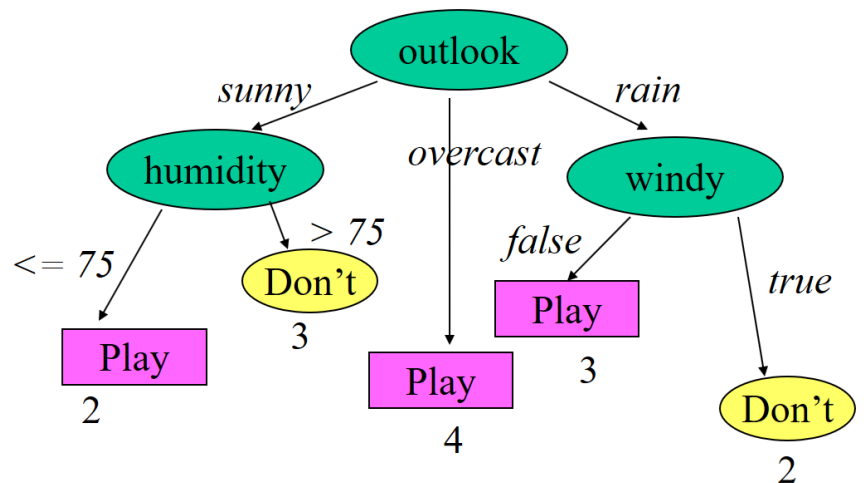 outlook
sunny
rain
overcast
humidity
windy
<= 75
> 75
false
true
Don't
Play
Play
Play
Don't
3
2
4
3
2